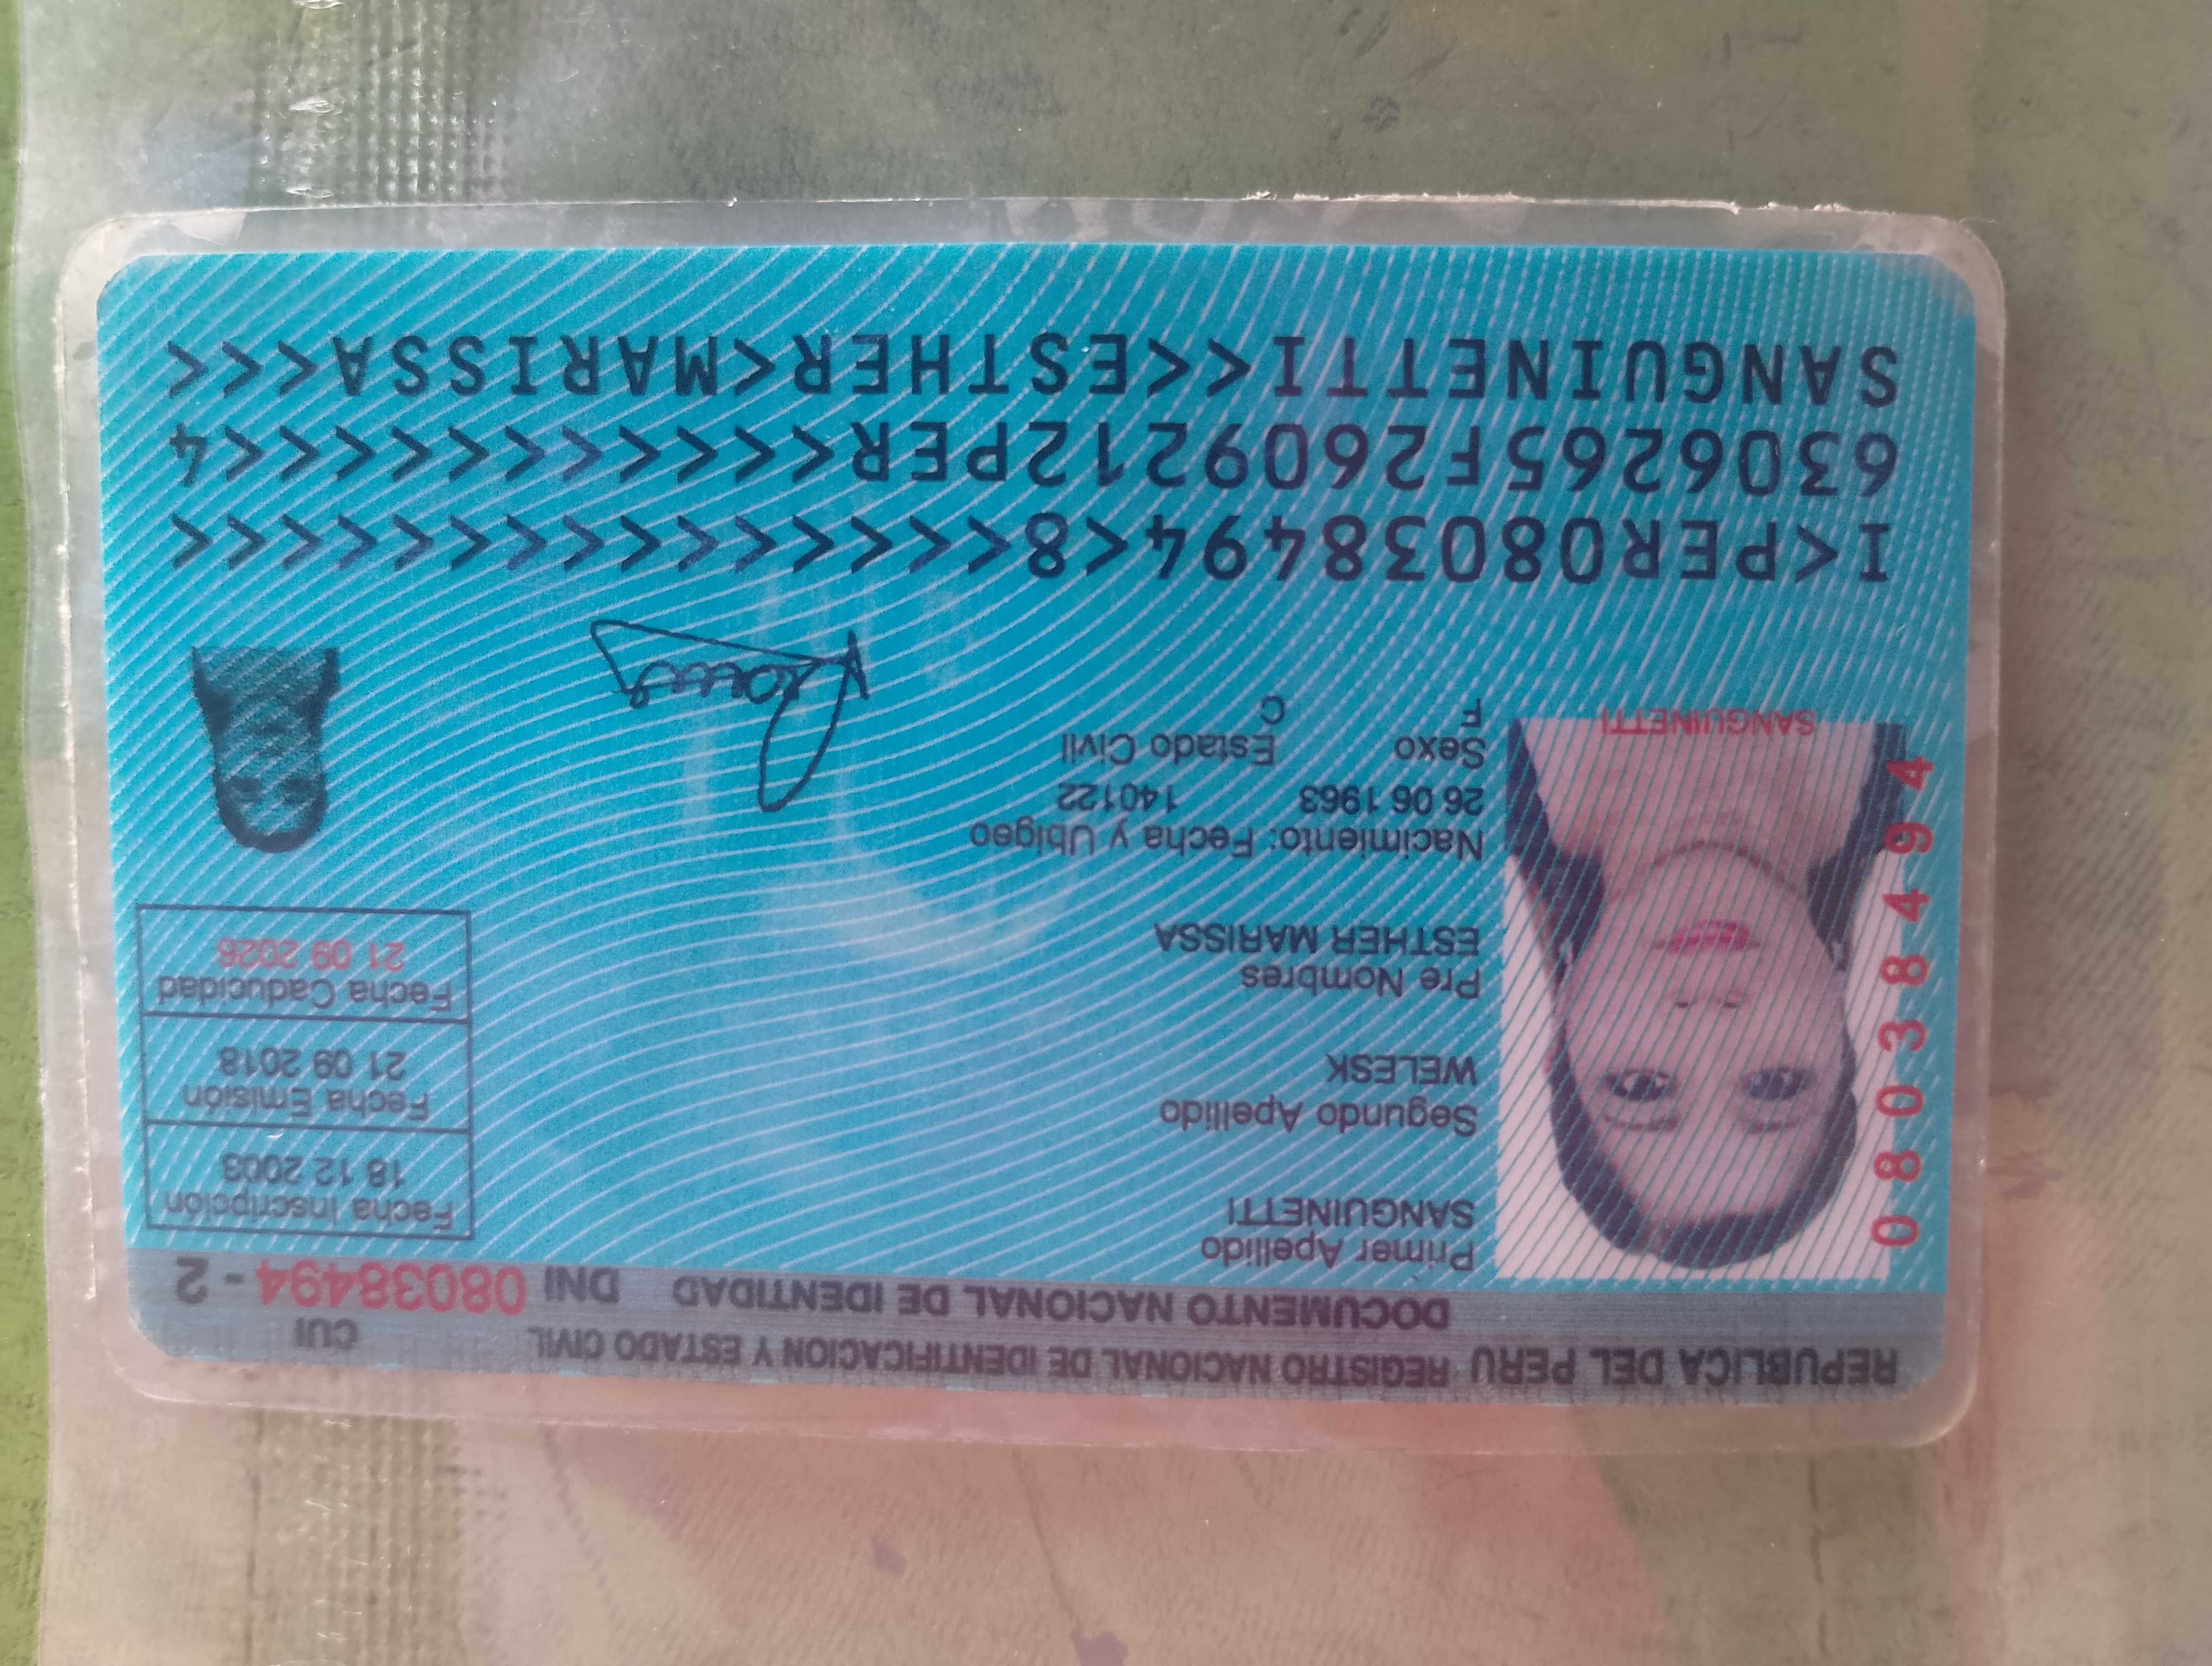 REPUBLICA DEL PERU REGISTRO NACIONAL DE IDENTIFICACION Y ESTADO CIVIL
CUI
DOCUMENTO NACIONAL DE IDENTIDAD DNI 08038494 - 2
Primer Apellido
SANGUINETTI
Segundo Apellido
WELESK
Pre Nombres
ESTHER MARISSA
Nacimiento: Fecha y Ubigeo
26 06 1963 140122
Sexo Estado Civil
F C
Fecha Inscripción
18 12 2003
Fecha Emisión
21 09 2018
Fecha Caducidad
21 09 2026
08038494
SANGUINETTI
I<PER08038494<8<<<<<<<<<<<<<<<
6306265F2609212PER<<<<<<<<<<<4
SANGUINETTI<<ESTHER<MARISSA<<<